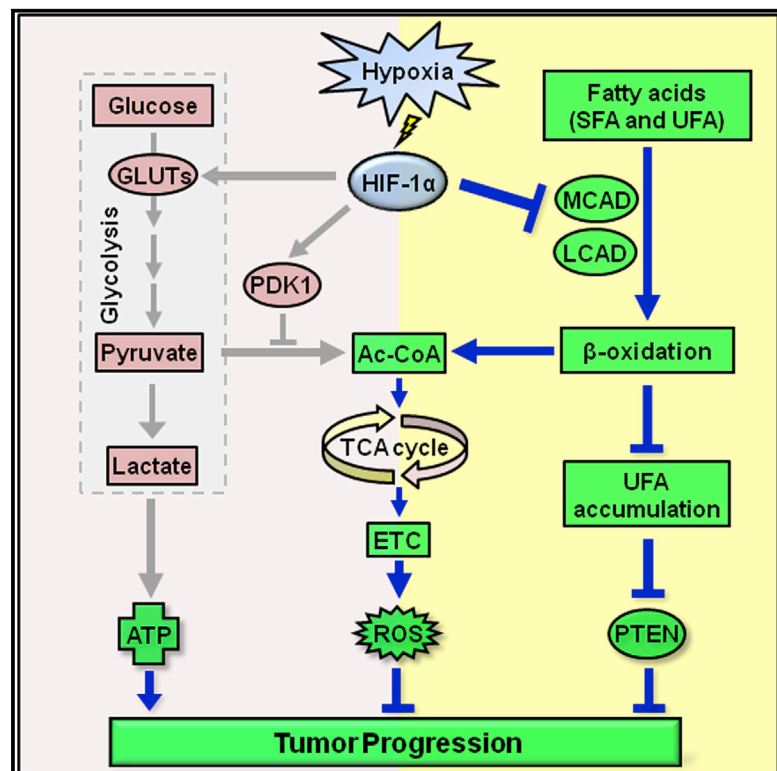 Hypoxia
Glucose
Fatty acids
(SFA and UFA)
GLUTs
HIF-1α
MCAD
LCAD
Glycolysis
PDK1
Pyruvate
Ac-CoA
β-oxidation
TCA cycle
Lactate
UFA
accumulation
ETC
ATP
ROS
PTEN
Tumor Progression